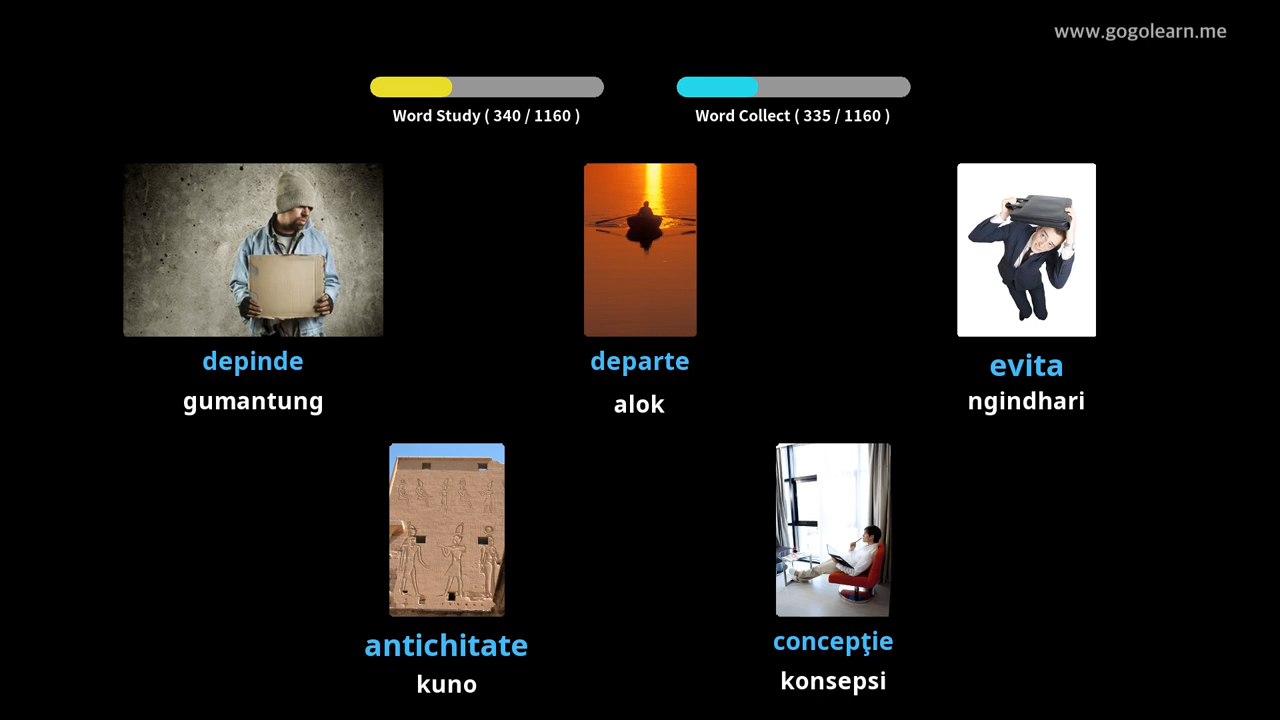 www.gogolearn.me
Word Study ( 340 / 1160 )
Word Collect ( 335 / 1160 )
depinde
departe
evita
gumantung
alok
ngindhari
antichitate
concepţie
kuno
konsepsi